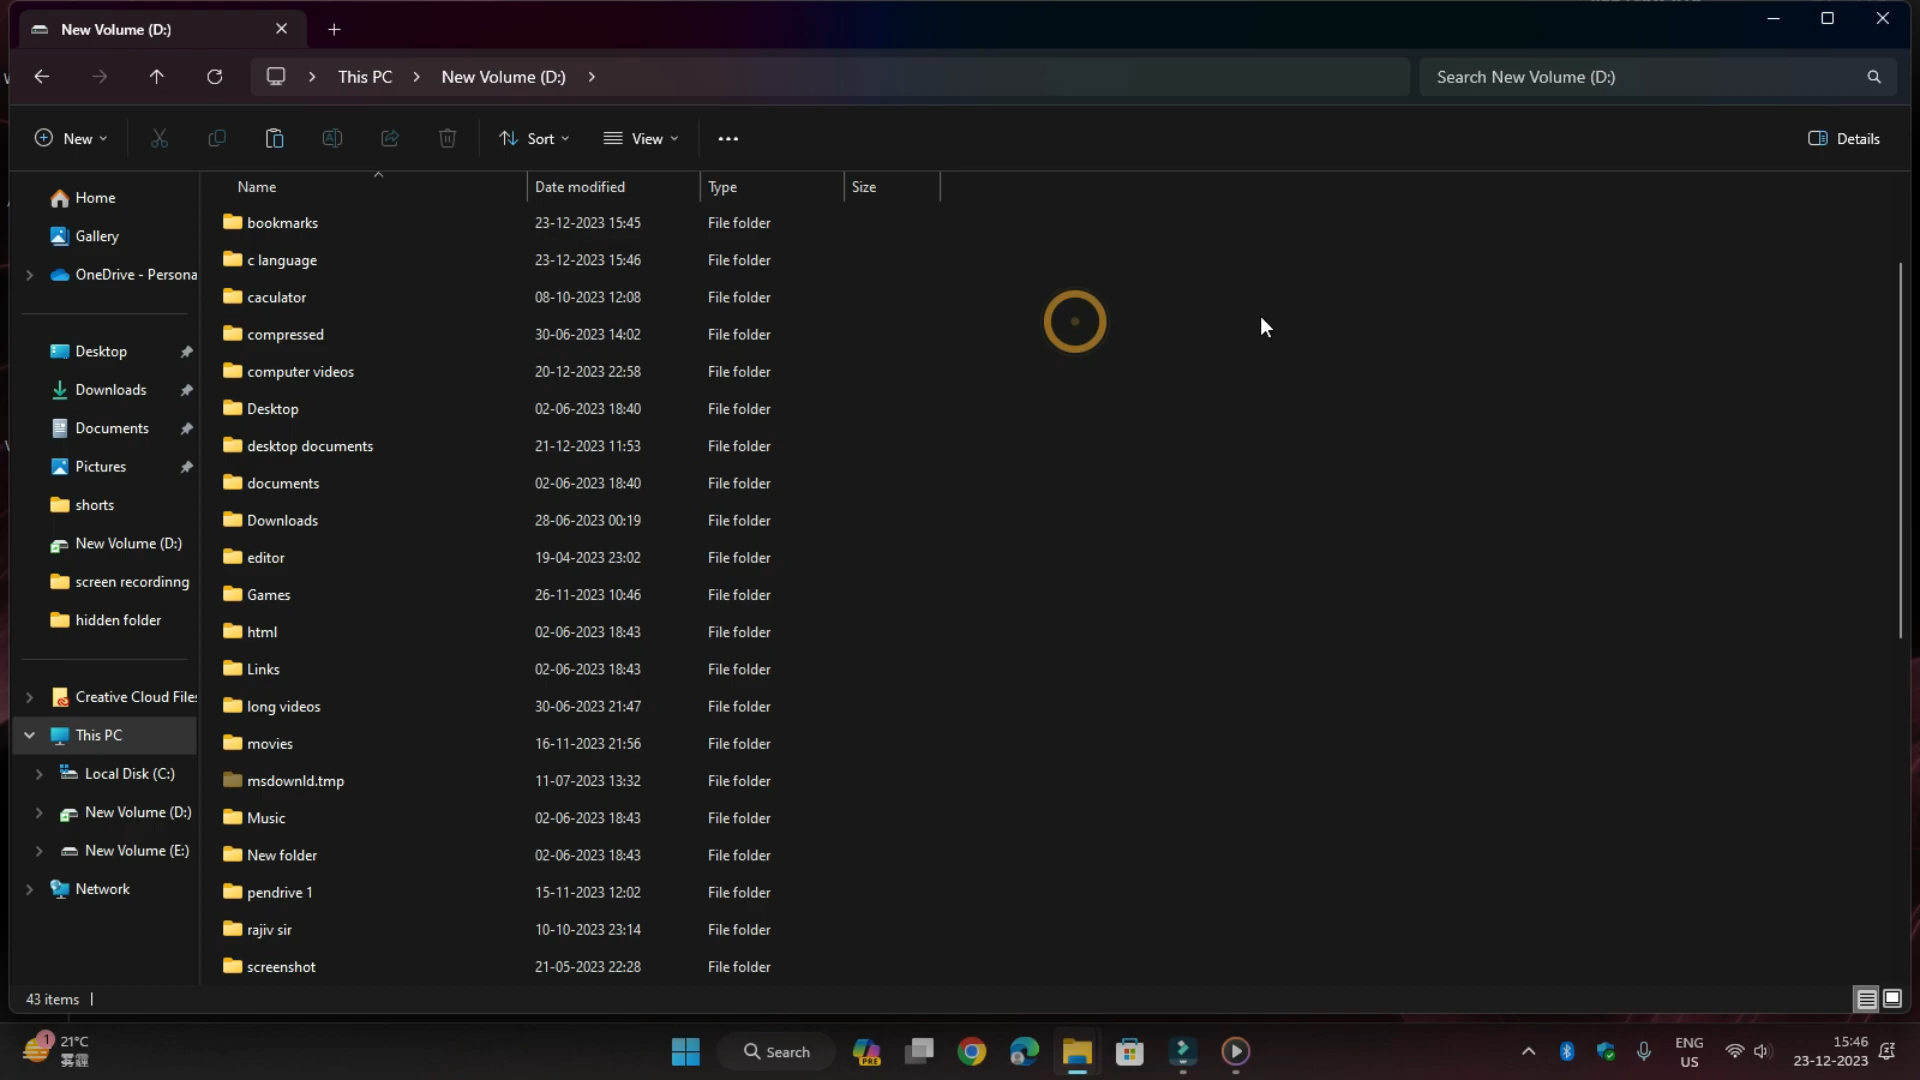 New Volume (D:)
This PC
New Volume (D:)
Search New Volume (D:)
New
Sort
View
Details
Name
Date modified
Type
Size
Home
Gallery
OneDrive - Persona
Desktop
Downloads
Documents
Pictures
shorts
New Volume (D:)
screen recordinng
hidden folder
Creative Cloud Files
This PC
Local Disk (C:)
New Volume (D:)
New Volume (E:)
Network
bookmarks 23-12-2023 15:45 File folder
c language 23-12-2023 15:46 File folder
caculator 08-10-2023 12:08 File folder
compressed 30-06-2023 14:02 File folder
computer videos 20-12-2023 22:58 File folder
Desktop 02-06-2023 18:40 File folder
desktop documents 21-12-2023 11:53 File folder
documents 02-06-2023 18:40 File folder
Downloads 28-06-2023 00:19 File folder
editor 19-04-2023 23:02 File folder
Games 26-11-2023 10:46 File folder
html 02-06-2023 18:43 File folder
Links 02-06-2023 18:43 File folder
long videos 30-06-2023 21:47 File folder
movies 16-11-2023 21:56 File folder
msdownld.tmp 11-07-2023 13:32 File folder
Music 02-06-2023 18:43 File folder
New folder 02-06-2023 18:43 File folder
pendrive 1 15-11-2023 12:02 File folder
rajiv sir 10-10-2023 23:14 File folder
screenshot 21-05-2023 22:28 File folder
43 items
1
21°C
雾霾
Search
PRE
ENG
US
15:46
23-12-2023